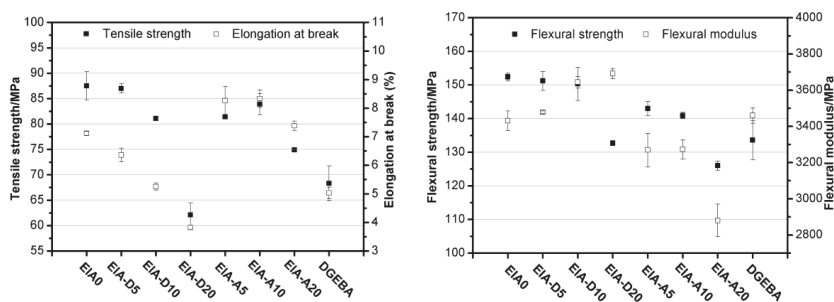 Tensile strength
Elongation at break
Tensile strength/MPa
100
95
90
85
80
75
70
65
60
55
Elongation at break (%)
11
10
9
8
7
6
5
4
3
EIA0
EIA-D5
EIA-D10
EIA-D20
EIA-A5
EIA-A10
EIA-A20
DGEBA
Flexural strength
Flexural modulus
Flexural strength/MPa
170
160
150
140
130
120
110
100
Flexural modulus/MPa
4000
3800
3600
3400
3200
3000
2800
EIA0
EIA-D5
EIA-D10
EIA-D20
EIA-A5
EIA-A10
EIA-A20
DGEBA